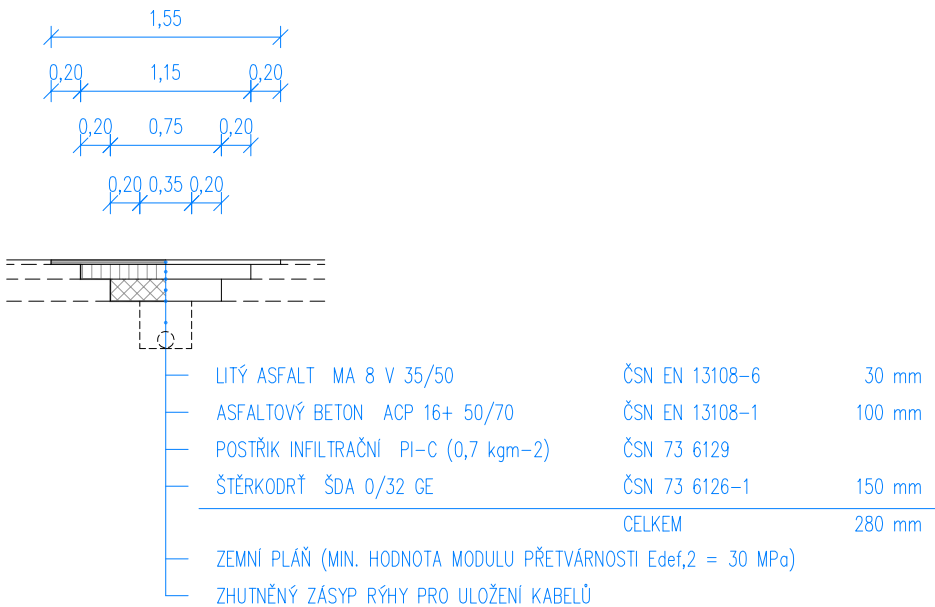 1,55
0,20 1,15 0,20
0,20 0,75 0,20
0,20 0,35 0,20
LITÝ ASFALT MA 8 V 35/50 ČSN EN 13108-6 30 mm
ASFALTOVÝ BETON ACP 16+ 50/70 ČSN EN 13108-1 100 mm
POSTŘIK INFILTRAČNÍ PI-C (0,7 kgm-2) ČSN 73 6129
ŠTĚRKODRŤ ŠDA 0/32 GE ČSN 73 6126-1 150 mm
CELKEM 280 mm
ZEMNÍ PLÁŇ (MIN. HODNOTA MODULU PŘETVÁRNOSTI Edef,2 = 30 MPa)
ZHUTNĚNÝ ZÁSYP RÝHY PRO ULOŽENÍ KABELŮ